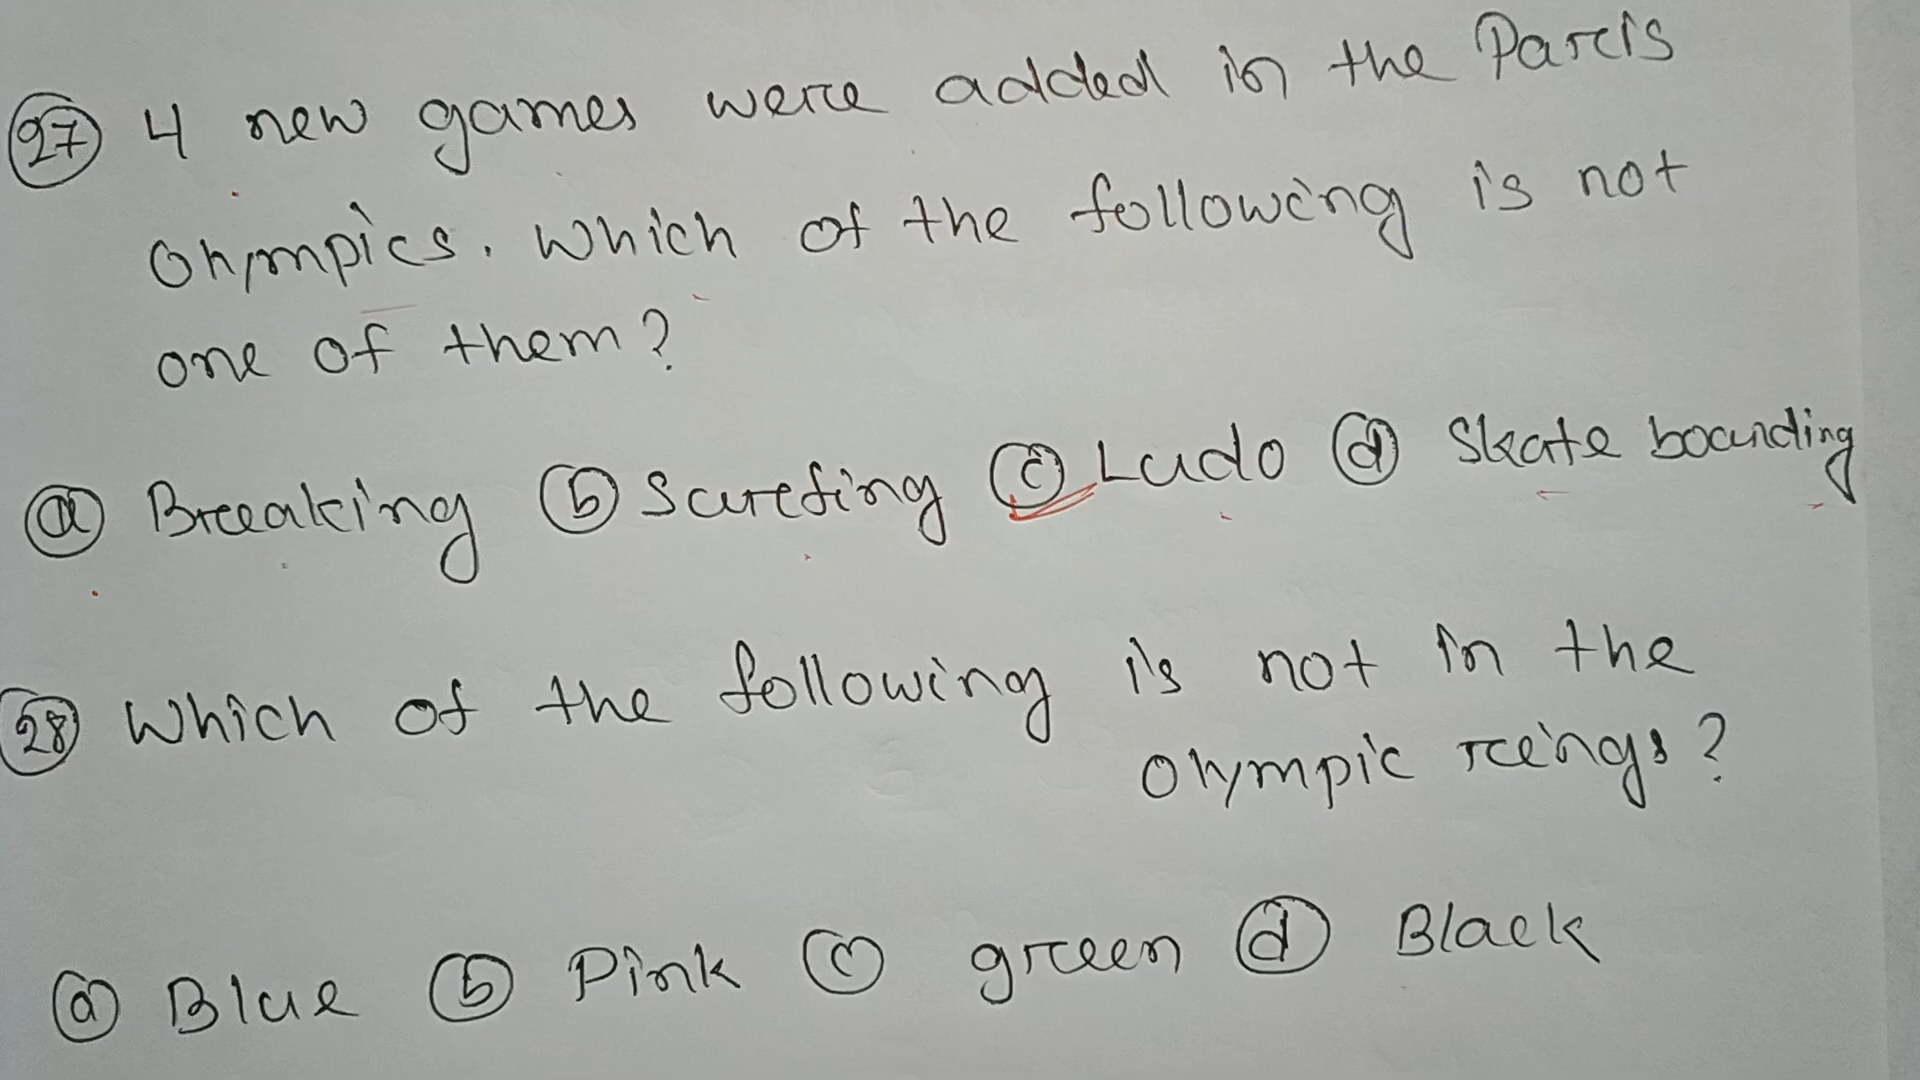 27 4 new games were added in the Paris
Olympics. Which of the following is not
one of them?
a Breaking b Surfing c Ludo d Skate boarding
28 Which of the following is not in the
Olympic rings?
a Blue b Pink c green d Black